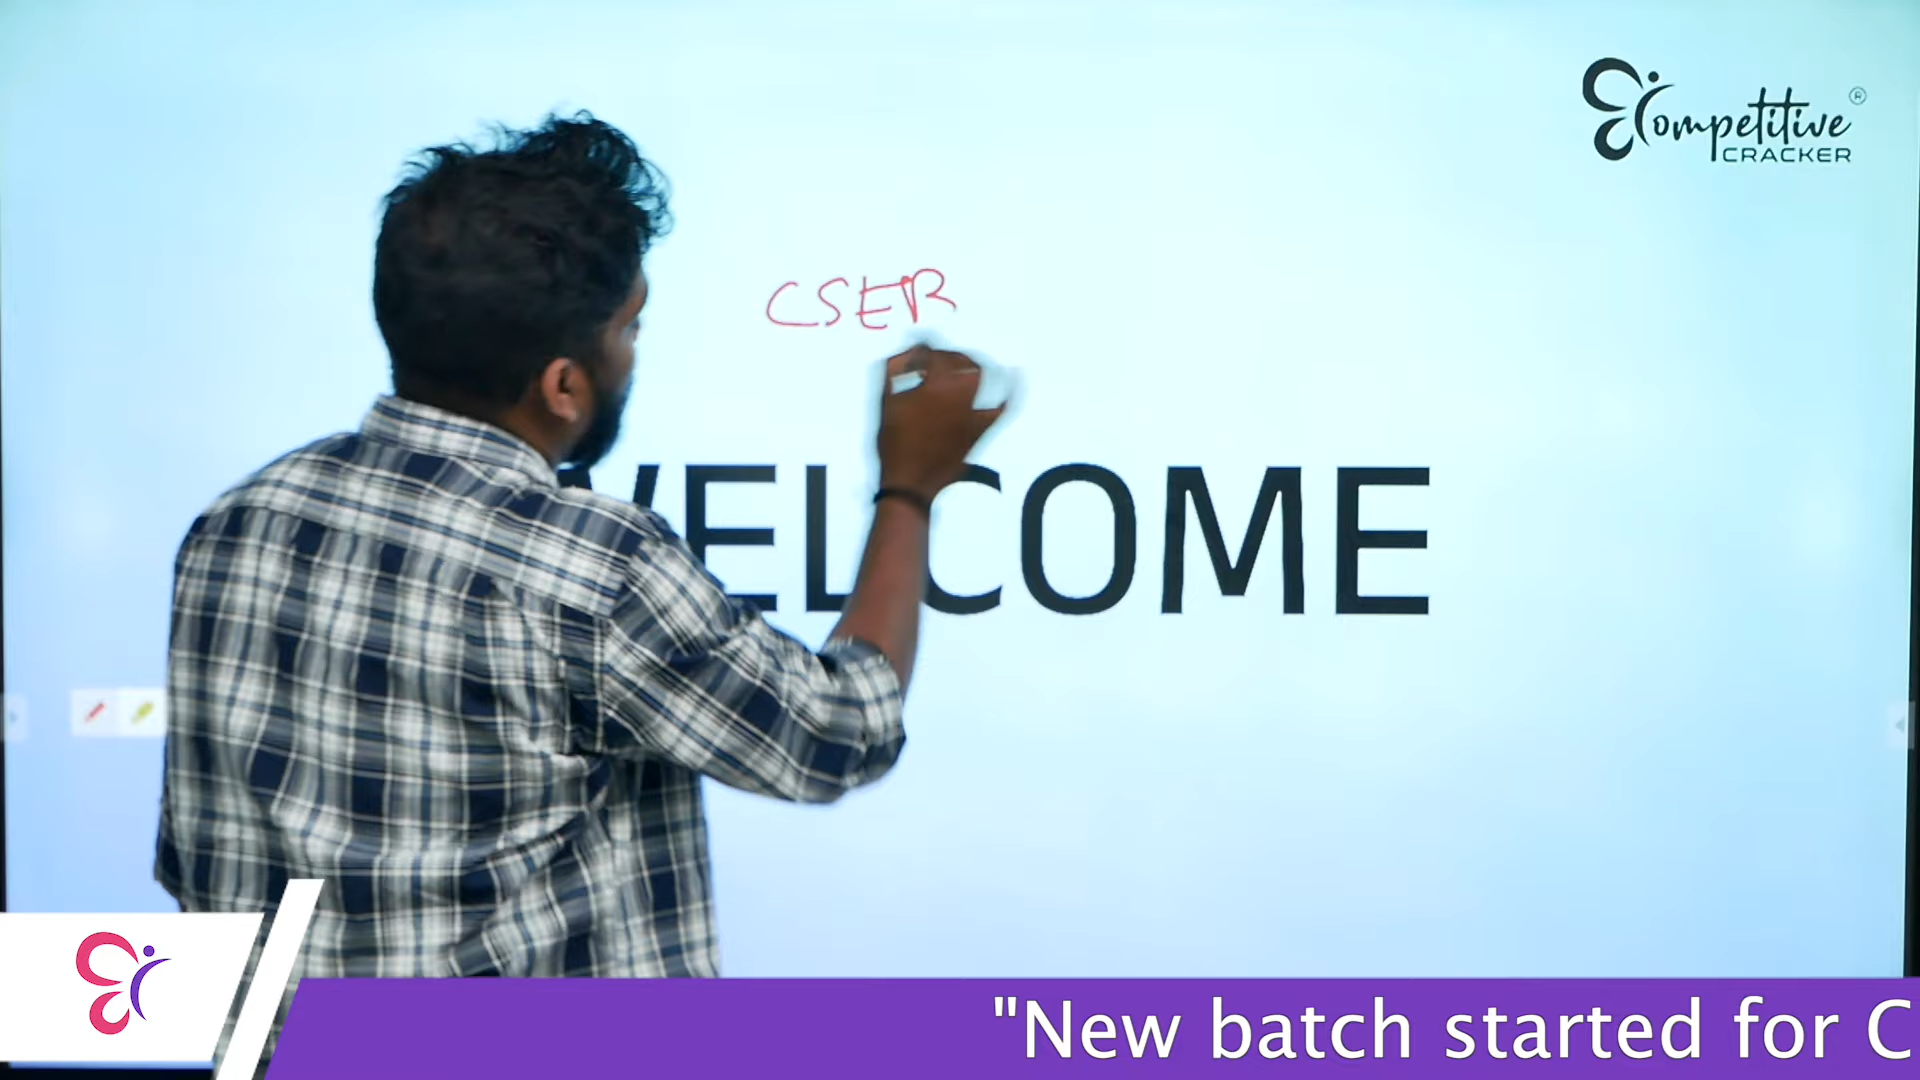 Competitive ®
CRACKER
CSER
WELCOME
"New batch started for C